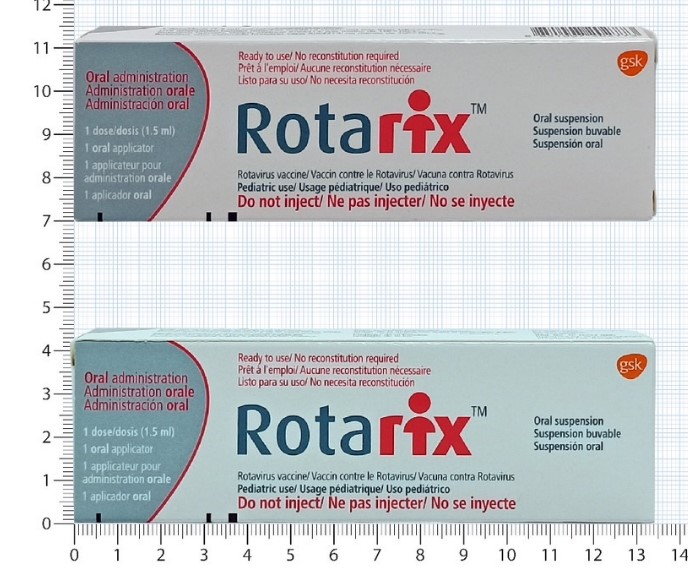 12
11
10
9
8
7
6
5
4
3
2
1
0
gsk
Ready to use/ No reconstitution required
Prêt à l'emploi/ Aucune reconstitution nécessaire
Listo para su uso/ No necesita reconstitución
Oral administration
Administration orale
Administración oral
Rotarix™
1 dose/dosis (1.5 ml)
1 oral applicator
1 applicateur pour
administration orale
1 aplicador oral
Oral suspension
Suspension buvable
Suspensión oral
Rotavirus vaccine/ Vaccin contre le Rotavirus/ Vacuna contra Rotavirus
Pediatric use/ Usage pédiatrique/ Uso pediátrico
Do not inject/ Ne pas injecter/ No se inyecte
gsk
Ready to use/ No reconstitution required
Prêt à l'emploi/ Aucune reconstitution nécessaire
Listo para su uso/ No necesita reconstitución
Oral administration
Administration orale
Administración oral
Rotarix™
1 dose/dosis (1.5 ml)
1 oral applicator
1 applicateur pour
administration orale
1 aplicador oral
Oral suspension
Suspension buvable
Suspensión oral
Rotavirus vaccine/ Vaccin contre le Rotavirus/ Vacuna contra Rotavirus
Pediatric use/ Usage pédiatrique/ Uso pediátrico
Do not inject/ Ne pas injecter/ No se inyecte
0 1 2 3 4 5 6 7 8 9 10 11 12 13 14